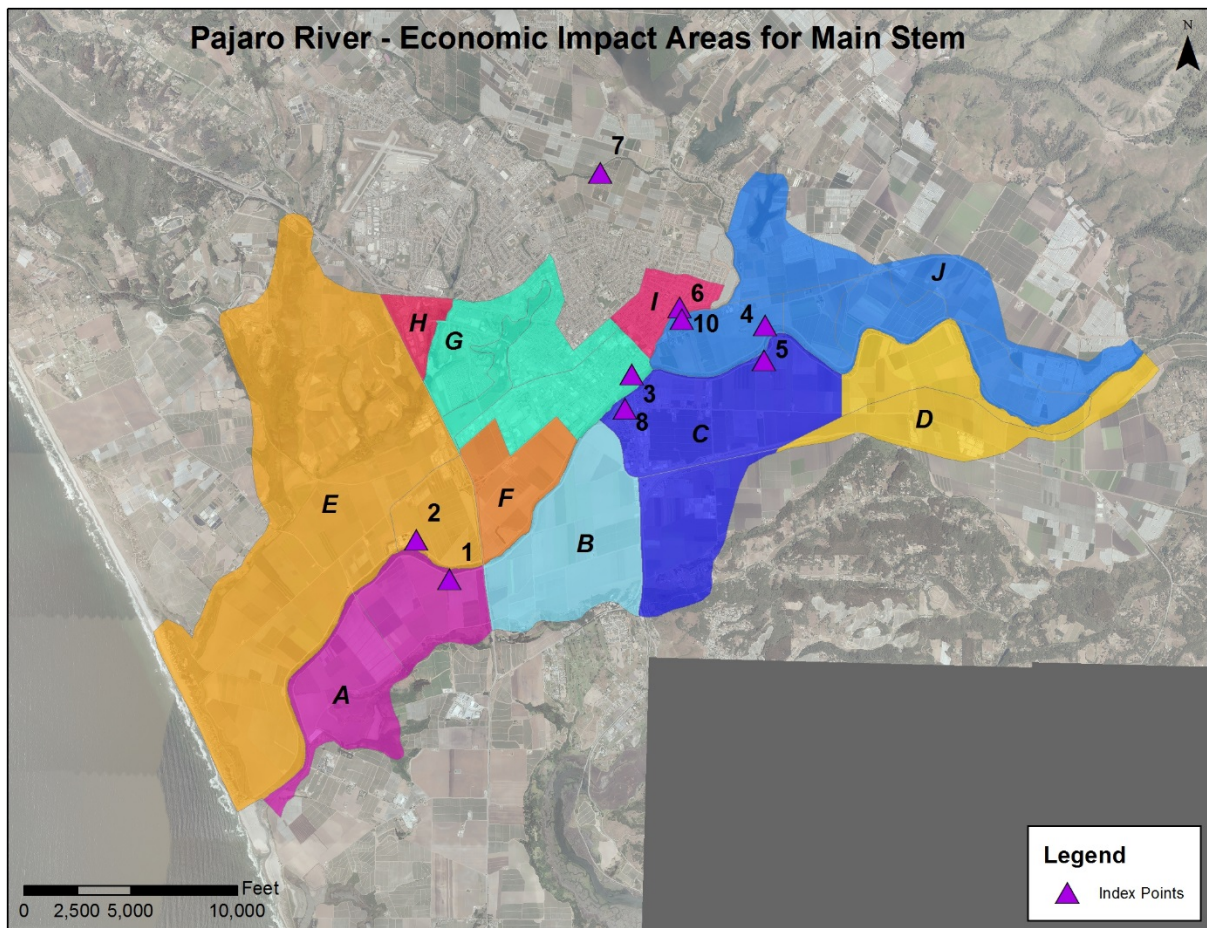 Pajaro River - Economic Impact Areas for Main Stem
N
7
J
I
6
H
10
4
G
5
3
8
C
D
E
2
F
1
B
A
Feet
0 2,500 5,000 10,000
Legend
Index Points